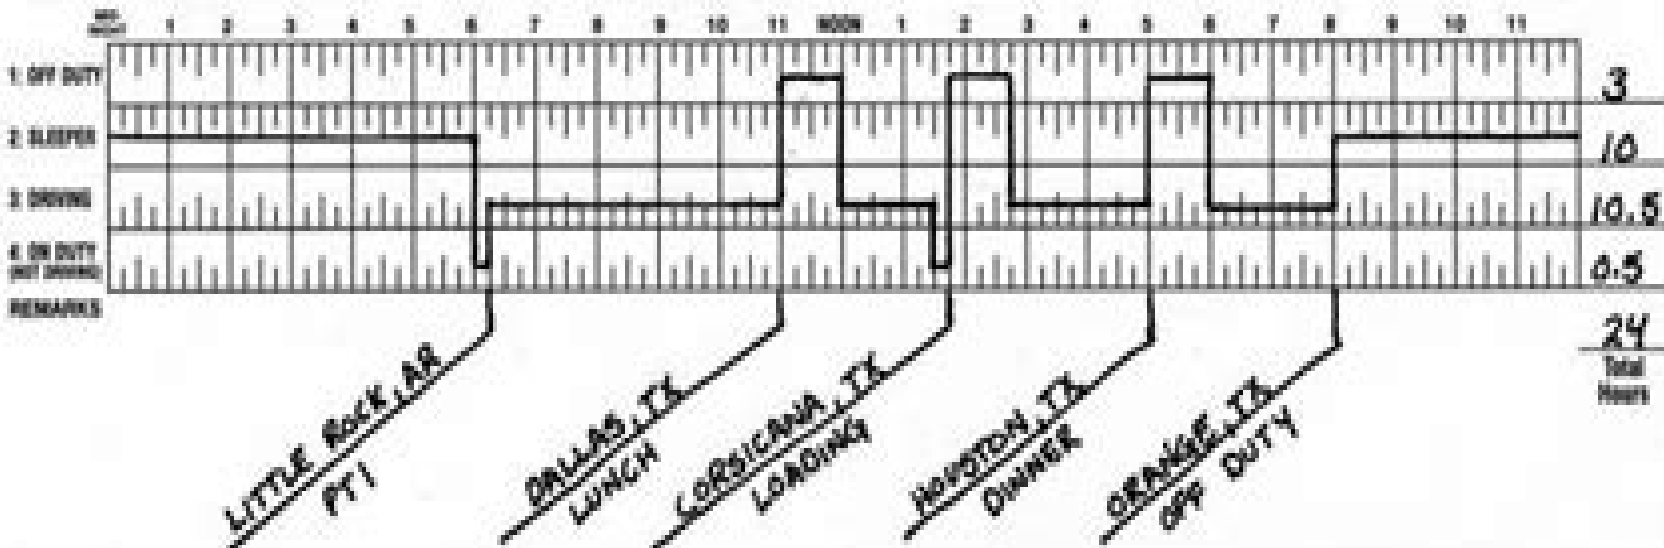 MID-NIGHT 1 2 3 4 5 6 7 8 9 10 11 NOON 1 2 3 4 5 6 7 8 9 10 11
1: OFF DUTY 3
2: SLEEPER 10
3: DRIVING 10.5
4: ON DUTY (NOT DRIVING) 0.5
REMARKS
24
Total
Hours
LITTLE ROCK, AR
PTI
DALLAS, TX
LUNCH
CORSICANA, TX
LOADING
HOUSTON, TX
DINNER
ORANGE, TX
OFF DUTY